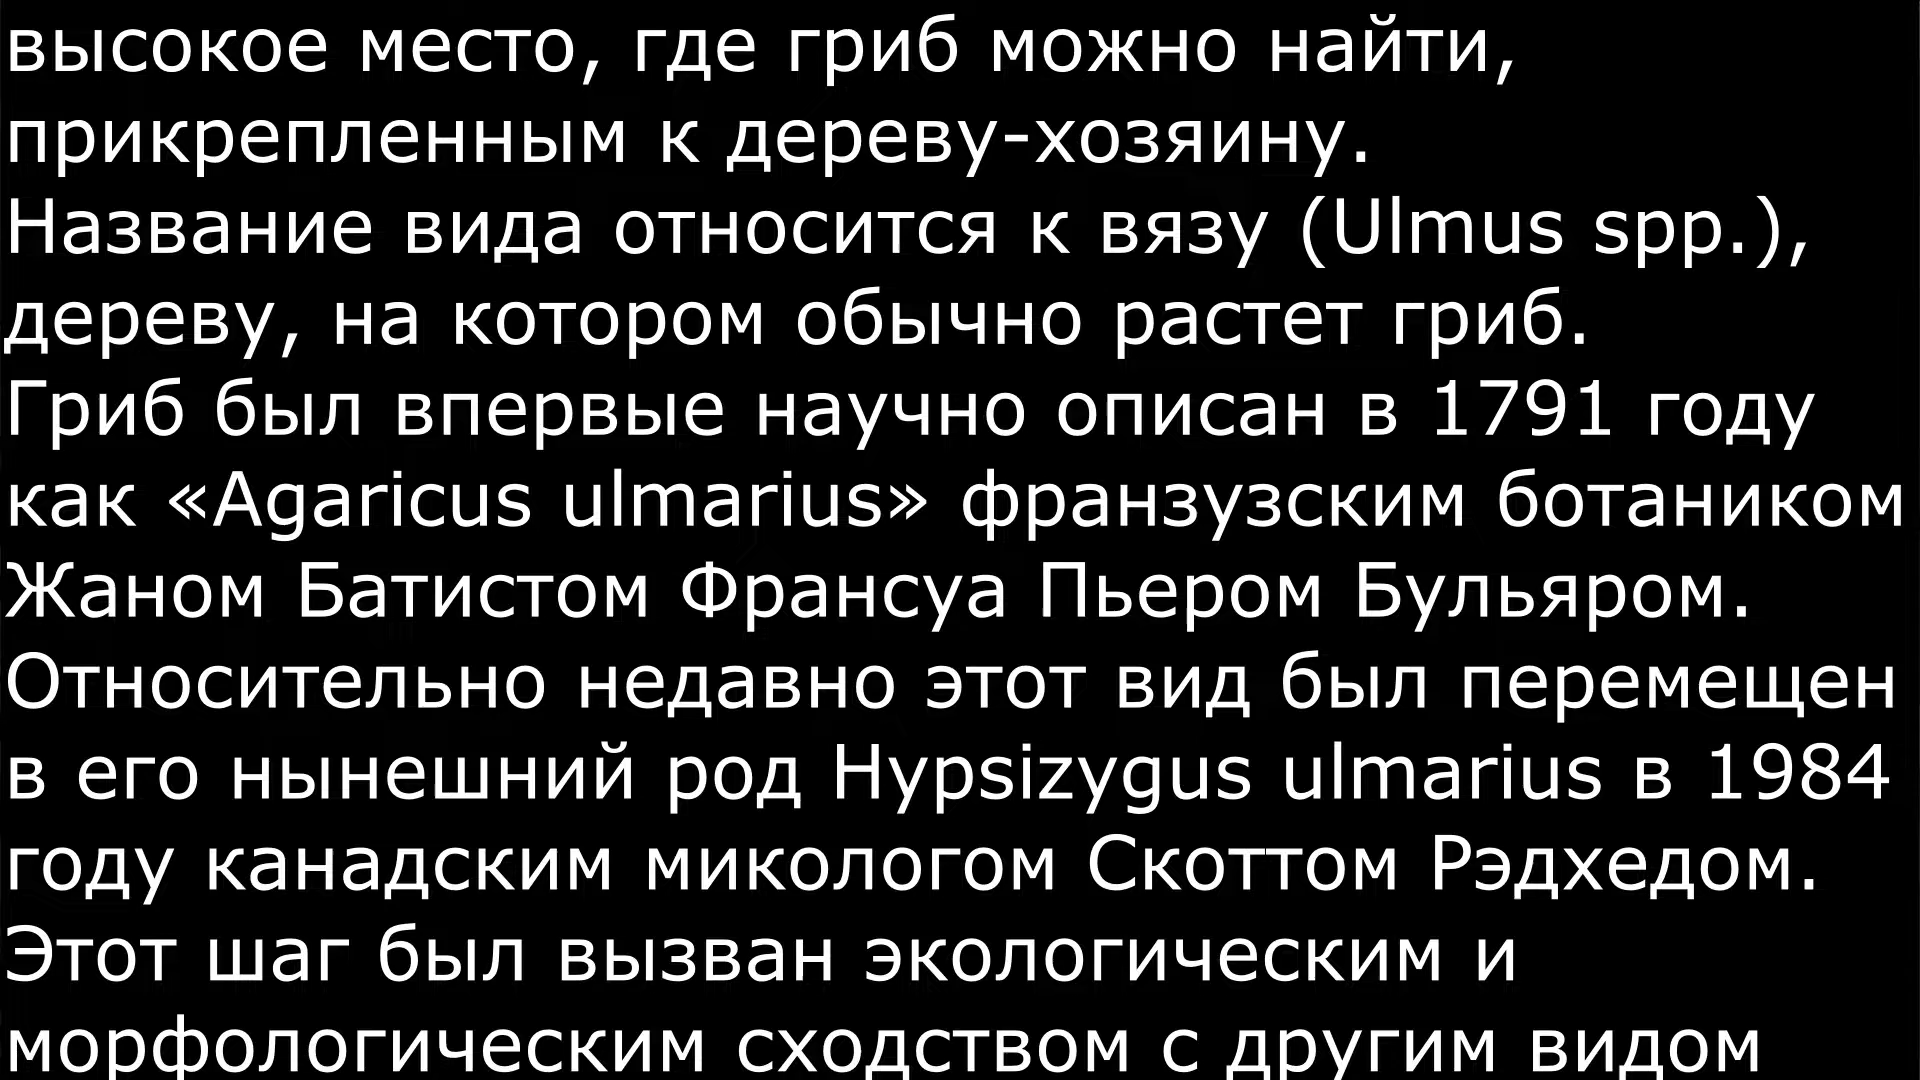 высокое место, где гриб можно найти,
прикрепленным к дереву-хозяину.
Название вида относится к вязу (Ulmus spp.),
дереву, на котором обычно растет гриб.
Гриб был впервые научно описан в 1791 году
как «Agaricus ulmarius» франзузским ботаником
Жаном Батистом Франсуа Пьером Бульяром.
Относительно недавно этот вид был перемещен
в его нынешний род Hypsizygus ulmarius в 1984
году канадским микологом Скоттом Рэдхедом.
Этот шаг был вызван экологическим и
морфологическим сходством с другим видом